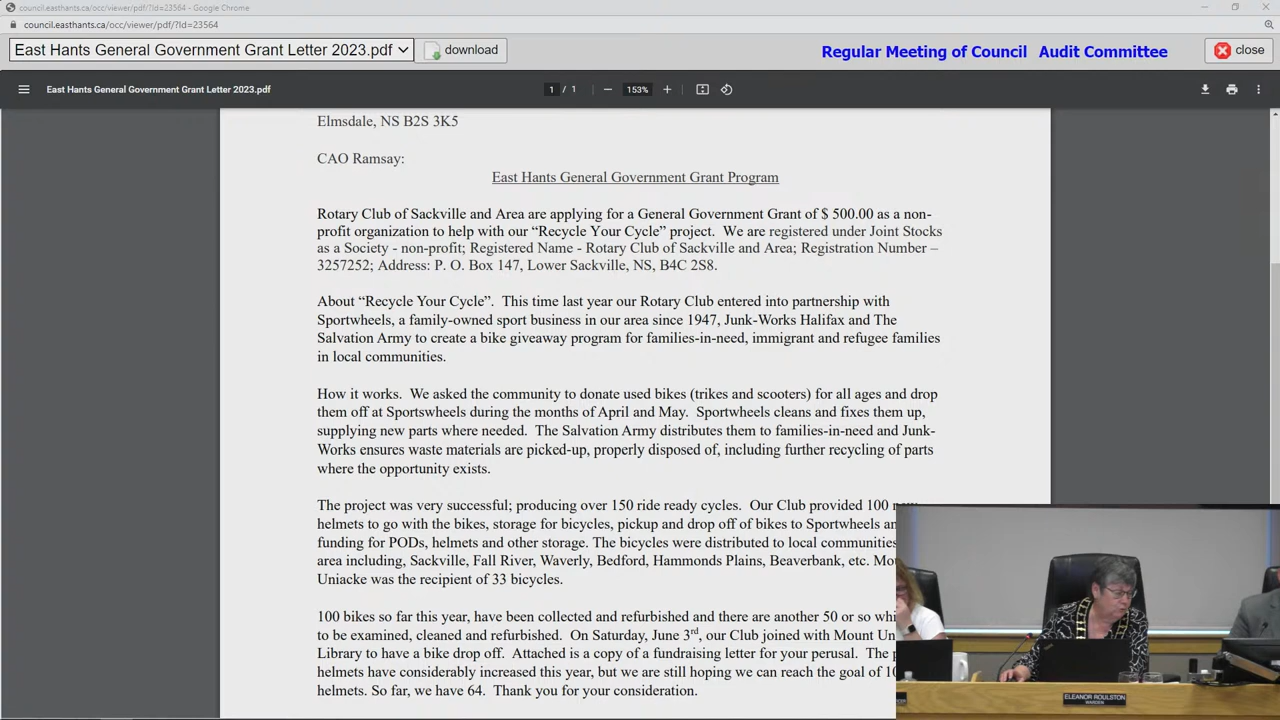 council.easthants.ca/occ/viewer/pdf/?Id=23564 - Google Chrome
council.easthants.ca/occ/viewer/pdf/?Id=23564
East Hants General Government Grant Letter 2023.pdf download Regular Meeting of Council Audit Committee close
East Hants General Government Grant Letter 2023.pdf 1 / 1 153%
Elmsdale, NS B2S 3K5
CAO Ramsay:
East Hants General Government Grant Program
Rotary Club of Sackville and Area are applying for a General Government Grant of $ 500.00 as a non-
profit organization to help with our “Recycle Your Cycle” project. We are registered under Joint Stocks
as a Society - non-profit; Registered Name - Rotary Club of Sackville and Area; Registration Number –
3257252; Address: P. O. Box 147, Lower Sackville, NS, B4C 2S8.
About “Recycle Your Cycle”. This time last year our Rotary Club entered into partnership with
Sportwheels, a family-owned sport business in our area since 1947, Junk-Works Halifax and The
Salvation Army to create a bike giveaway program for families-in-need, immigrant and refugee families
in local communities.
How it works. We asked the community to donate used bikes (trikes and scooters) for all ages and drop
them off at Sportswheels during the months of April and May. Sportwheels cleans and fixes them up,
supplying new parts where needed. The Salvation Army distributes them to families-in-need and Junk-
Works ensures waste materials are picked-up, properly disposed of, including further recycling of parts
where the opportunity exists.
The project was very successful; producing over 150 ride ready cycles. Our Club provided 100
helmets to go with the bikes, storage for bicycles, pickup and drop off of bikes to Sportwheels
funding for PODs, helmets and other storage. The bicycles were distributed to local communities
area including, Sackville, Fall River, Waverly, Bedford, Hammonds Plains, Beaverbank, etc.
Uniacke was the recipient of 33 bicycles.
100 bikes so far this year, have been collected and refurbished and there are another 50 or so
to be examined, cleaned and refurbished. On Saturday, June 3rd, our Club joined with Mount
Library to have a bike drop off. Attached is a copy of a fundraising letter for your perusal. The
helmets have considerably increased this year, but we are still hoping we can reach the goal of
helmets. So far, we have 64. Thank you for your consideration.
ELEANOR ROULSTON
WARDEN